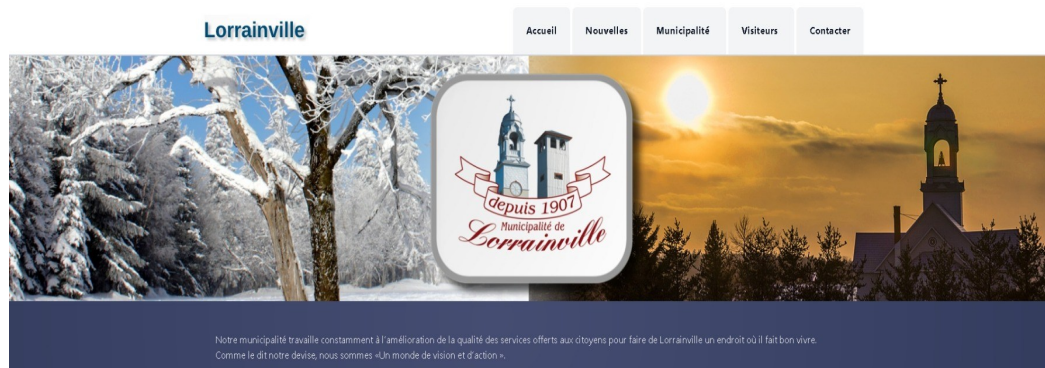 Lorrainville
Accueil Nouvelles Municipalité Visiteurs Contacter
depuis 1907
Municipalité de
Lorrainville
Notre municipalité travaille constamment à l'amélioration de la qualité des services offerts aux citoyens pour faire de Lorrainville un endroit où il fait bon vivre.
Comme le dit notre devise, nous sommes «Un monde de vision et d'action ».